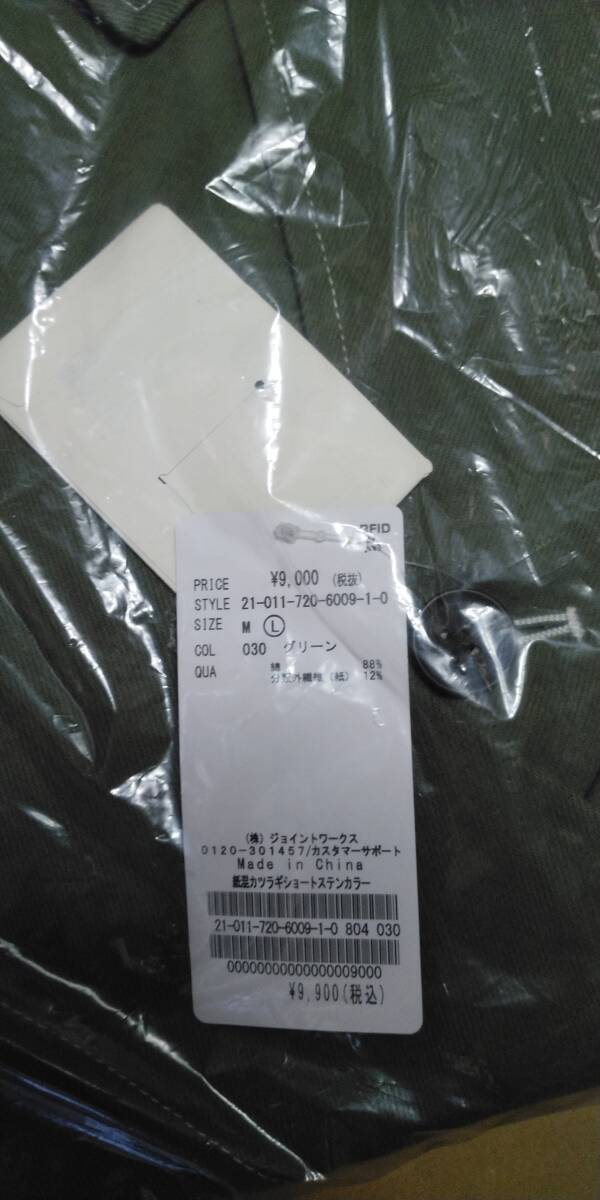 RFID
PRICE ¥9,000 (税抜)
STYLE 21-011-720-6009-1-0
SIZE M Ⓛ
COL 030 グリーン
QUA 綿 88%
分類外繊維(紙) 12%
(株)ジョイントワークス
0120-301457/カスタマーサポート
Made in China
紙混カツラギショートステンカラー
21-011-720-6009-1-0 804 030
00000000000000009000
¥9,900(税込)